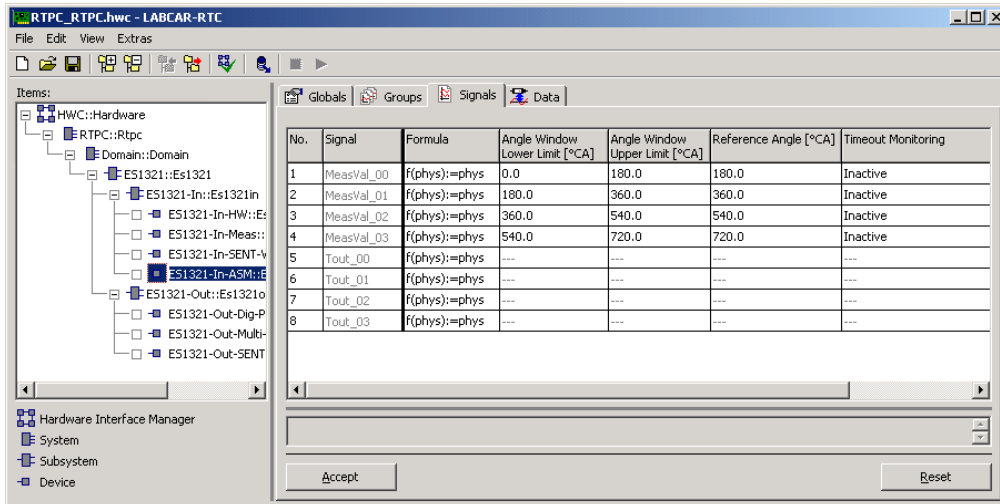 RTPC_RTPC.hwc - LABCAR-RTC
File Edit View Extras
Items:
HWC::Hardware
RTPC::Rtpc
Domain::Domain
ES1321::Es1321
ES1321-In::Es1321in
ES1321-In-HW::Es
ES1321-In-Meas::
ES1321-In-SENT-V
ES1321-In-ASM::E
ES1321-Out::Es1321o
ES1321-Out-Dig-P
ES1321-Out-Multi-
ES1321-Out-SENT
Hardware Interface Manager
System
Subsystem
Device
Globals Groups Signals Data
No. Signal Formula Angle Window Lower Limit [°CA] Angle Window Upper Limit [°CA] Reference Angle [°CA] Timeout Monitoring
1 MeasVal_00 f(phys):=phys 0.0 180.0 180.0 Inactive
2 MeasVal_01 f(phys):=phys 180.0 360.0 360.0 Inactive
3 MeasVal_02 f(phys):=phys 360.0 540.0 540.0 Inactive
4 MeasVal_03 f(phys):=phys 540.0 720.0 720.0 Inactive
5 Tout_00 f(phys):=phys --- --- --- ---
6 Tout_01 f(phys):=phys --- --- --- ---
7 Tout_02 f(phys):=phys --- --- --- ---
8 Tout_03 f(phys):=phys --- --- --- ---
Accept Reset